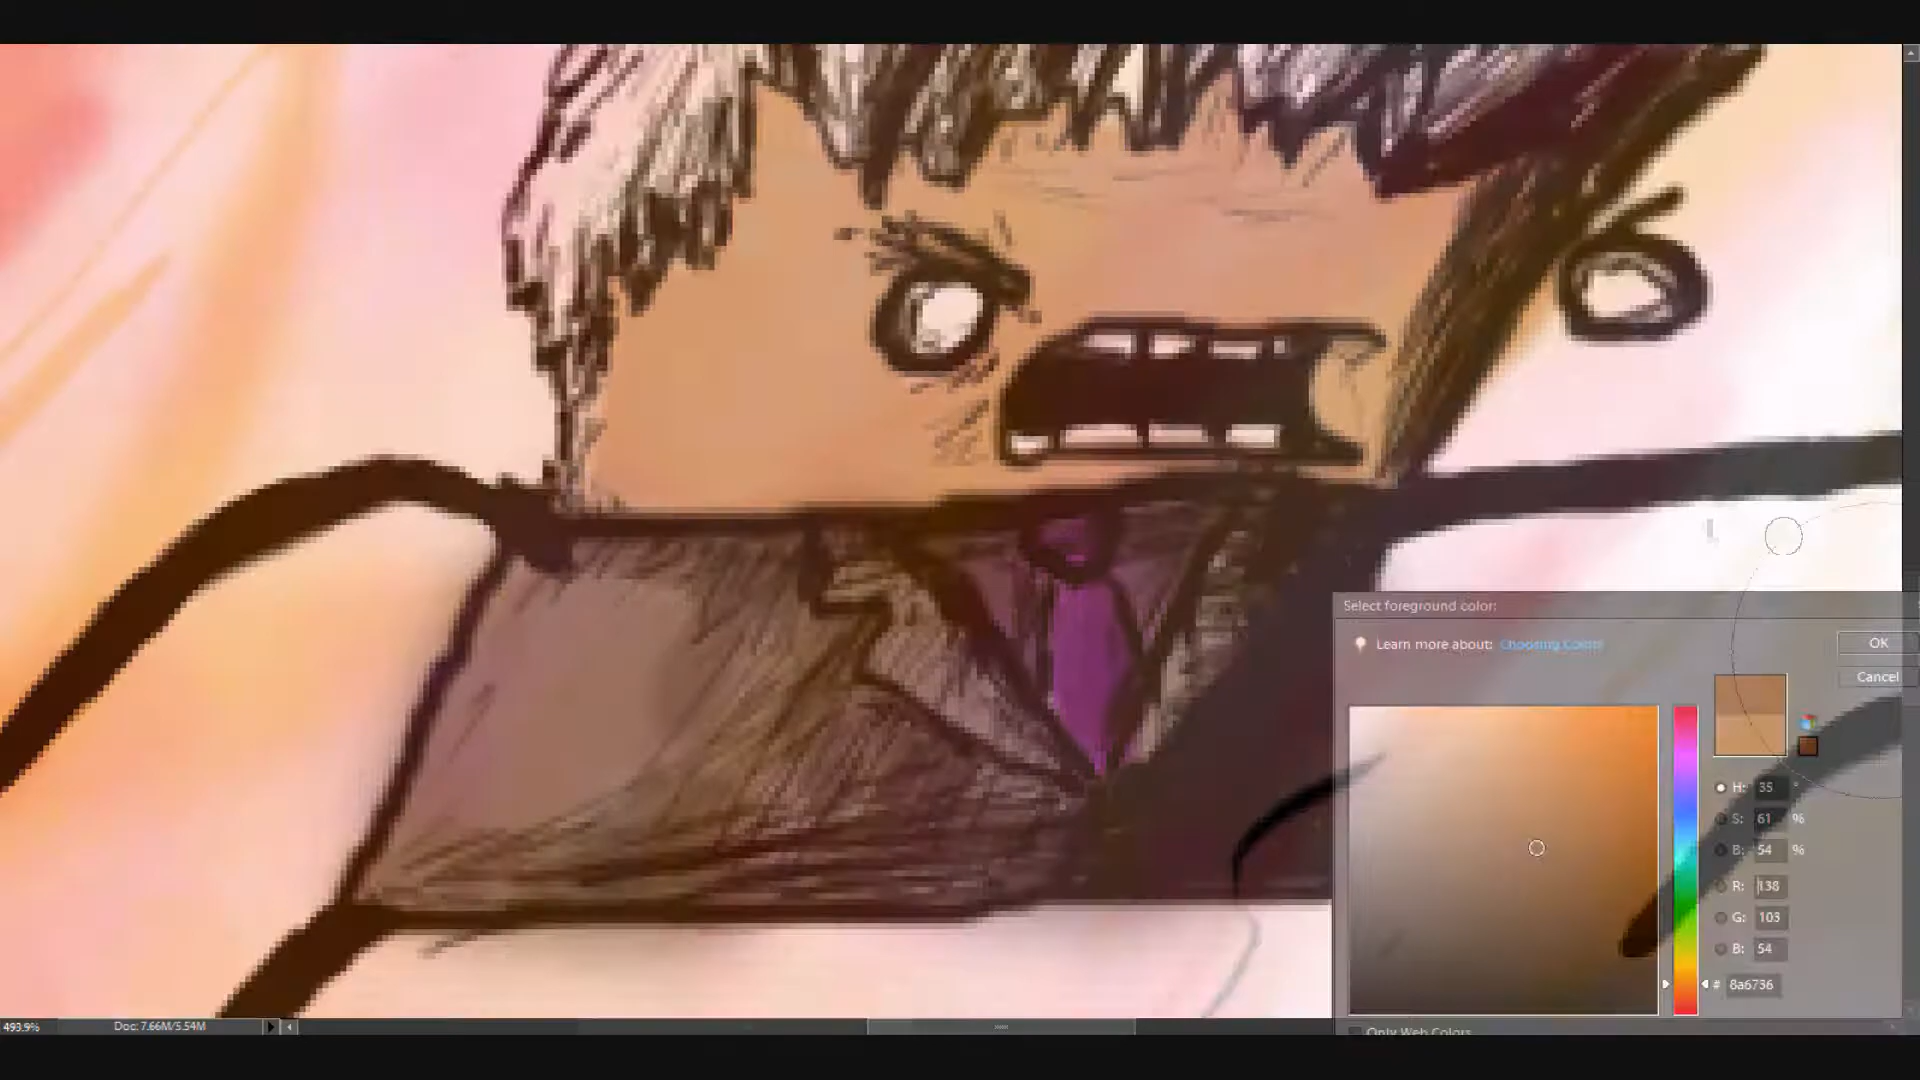 Select foreground color:
Learn more about: Choosing Colors
OK
Cancel
H: 35 °
S: 61 %
B: 54 %
R: 138
G: 103
B: 54
# 8a6736
Only Web Colors
493.9% Doc: 7.66M/5.54M